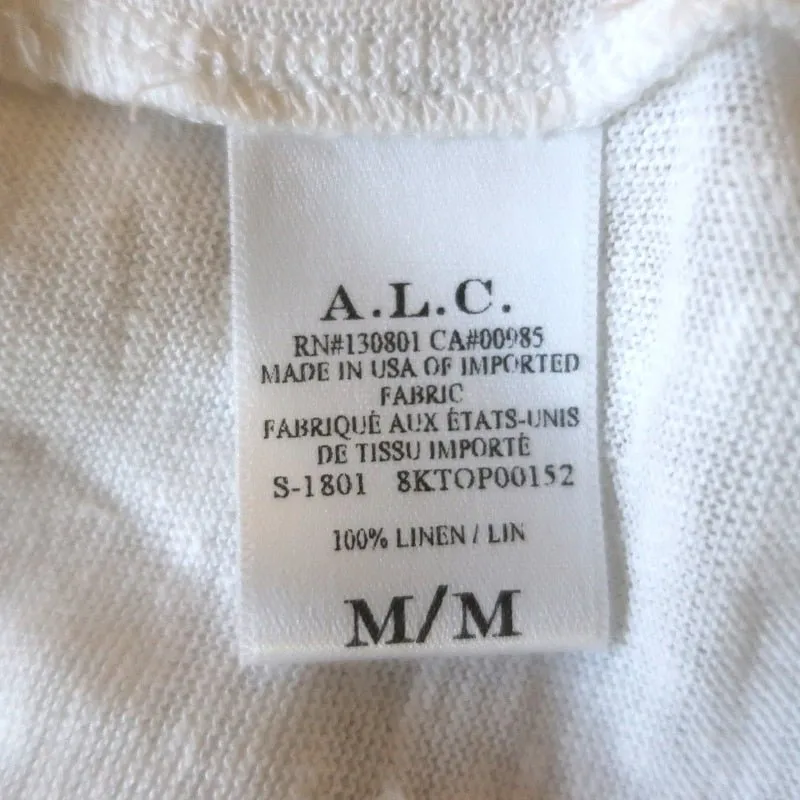 A.L.C.
RN#130801 CA#00985
MADE IN USA OF IMPORTED
FABRIC
FABRIQUÉ AUX ÉTATS-UNIS
DE TISSU IMPORTÉ
S-1801 8KTOP00152
100% LINEN / LIN
M/M